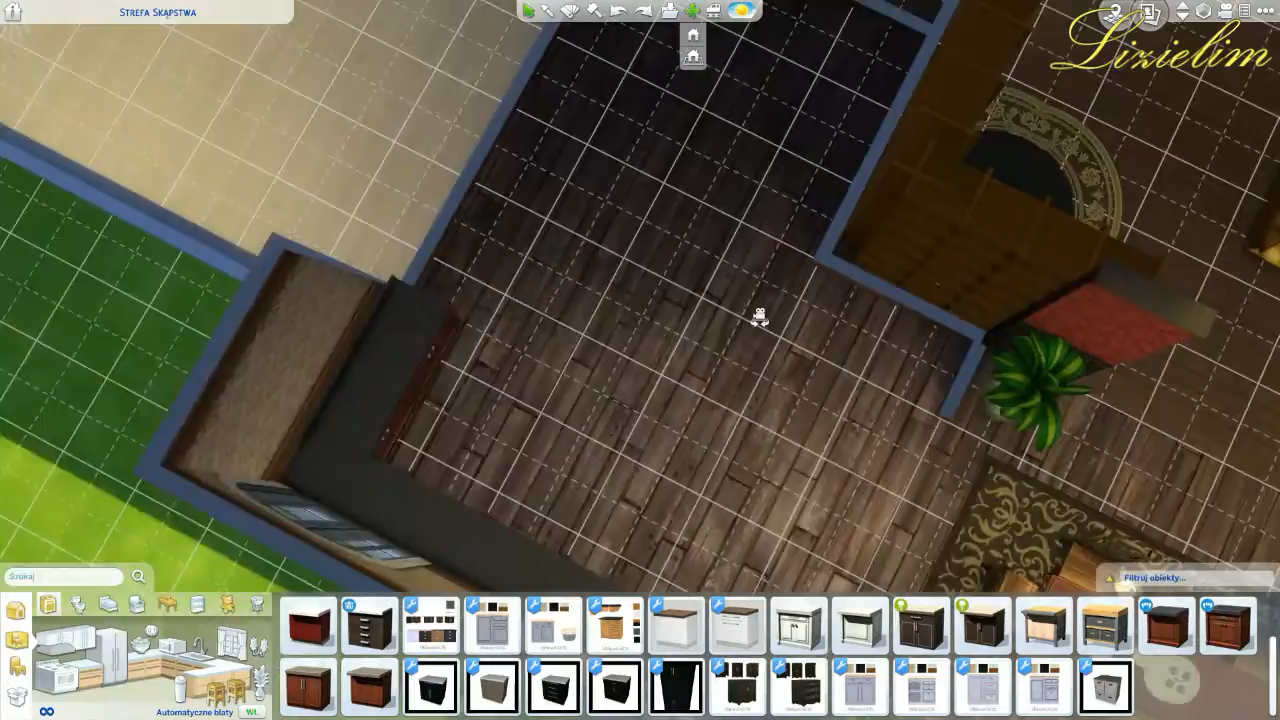 STREFA SKĄPSTWA
Lizielim
Szukaj
Filtruj obiekty...
Automatyczne blaty WŁ.